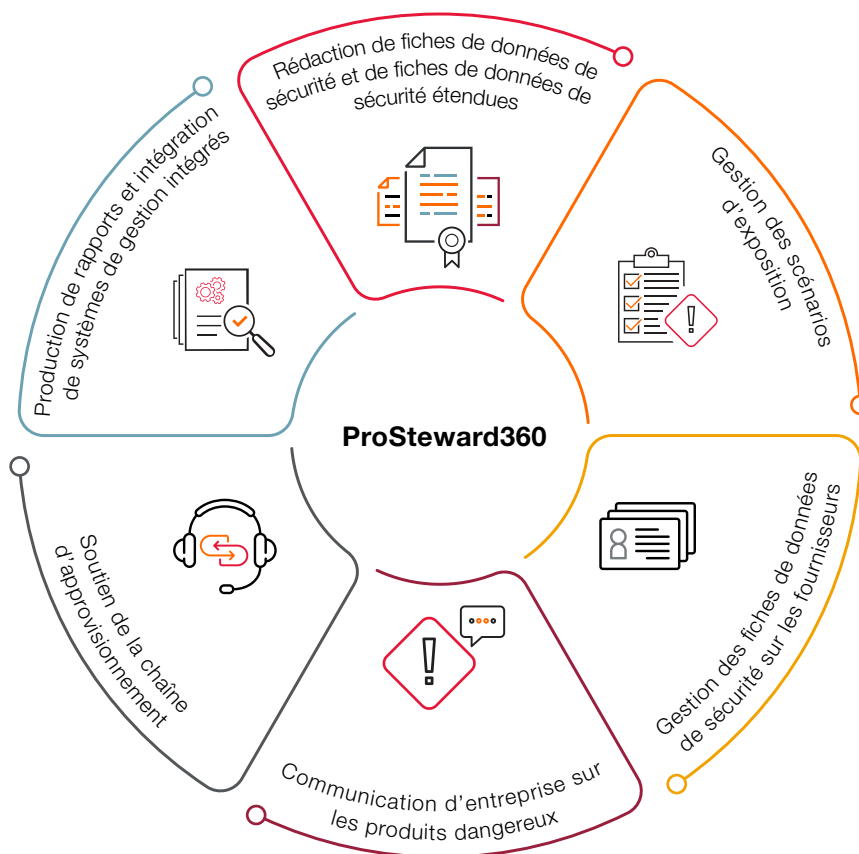 Rédaction de fiches de données de
sécurité et de fiches de données de
sécurité étendues
Gestion des scénarios
d'exposition
Gestion des fiches de données
de sécurité sur les fournisseurs
Communication d'entreprise sur
les produits dangereux
Soutien de la chaîne
d'approvisionnement
Production de rapports et intégration
de systèmes de gestion intégrés
ProSteward360